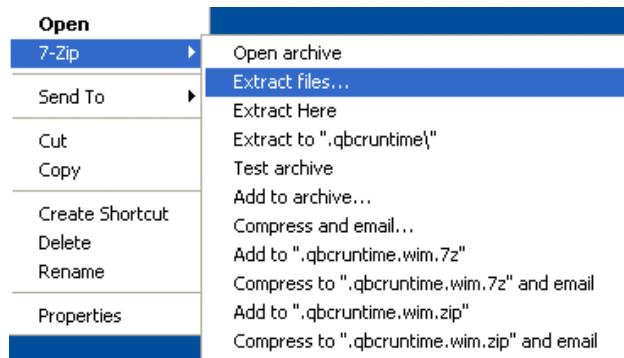 Open
7-Zip
Send To
Cut
Copy
Create Shortcut
Delete
Rename
Properties
Open archive
Extract files...
Extract Here
Extract to ".qbcruntime\"
Test archive
Add to archive...
Compress and email...
Add to ".qbcruntime.wim.7z"
Compress to ".qbcruntime.wim.7z" and email
Add to ".qbcruntime.wim.zip"
Compress to ".qbcruntime.wim.zip" and email